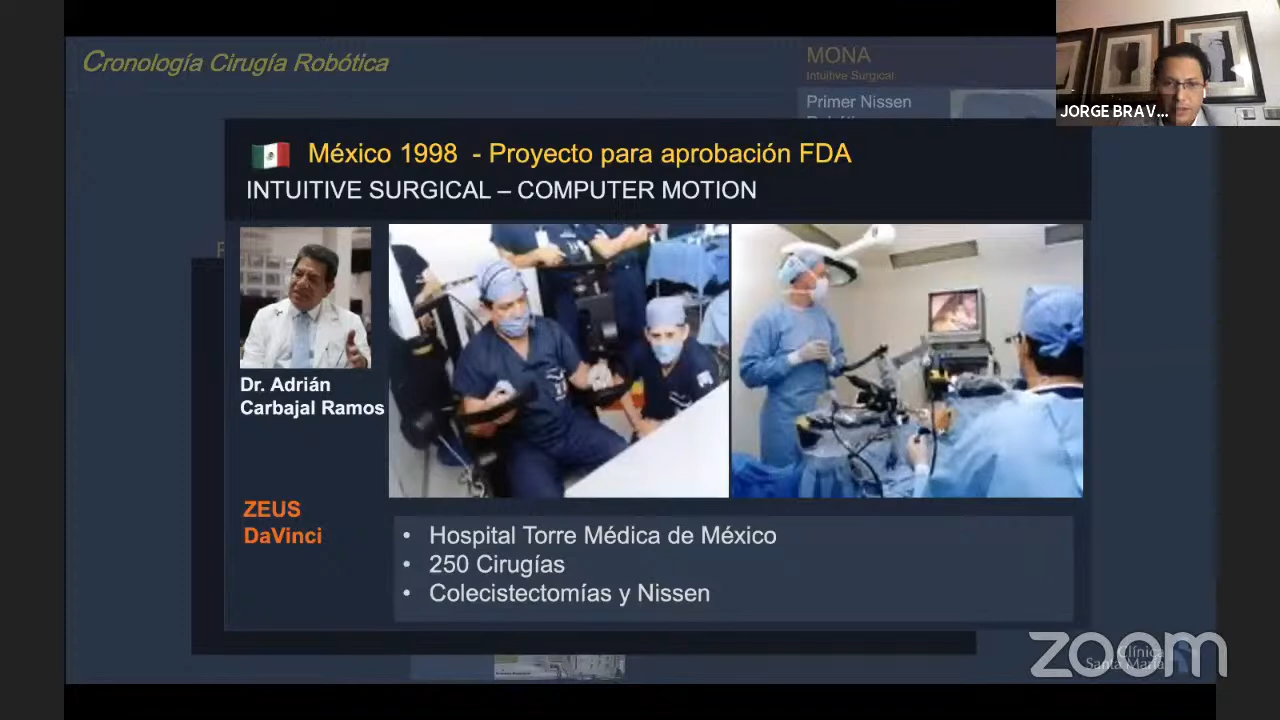 Cronología Cirugía Robótica
MONA
Intuitive Surgical
Primer Nissen
JORGE BRAV...
México 1998 - Proyecto para aprobación FDA
INTUITIVE SURGICAL – COMPUTER MOTION
Dr. Adrián
Carbajal Ramos
ZEUS
DaVinci
• Hospital Torre Médica de México
• 250 Cirugías
• Colecistectomías y Nissen
zoom
Clínica
Santa María